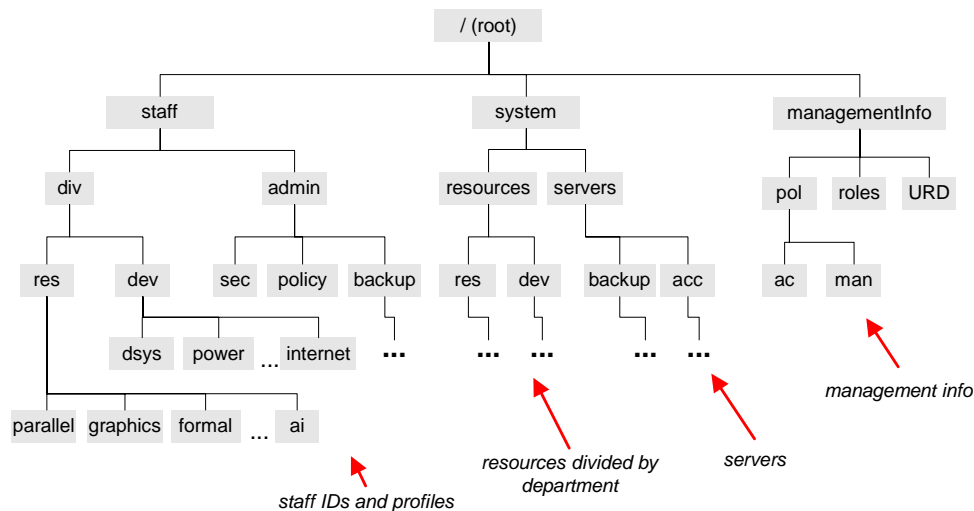 / (root)
staff
system
managementInfo
div
admin
resources
servers
pol
roles
URD
res
dev
sec
policy
backup
res
dev
backup
acc
ac
man
dsys
power
...
internet
...
...
...
...
...
parallel
graphics
formal
...
ai
management info
resources divided by
department
servers
staff IDs and profiles